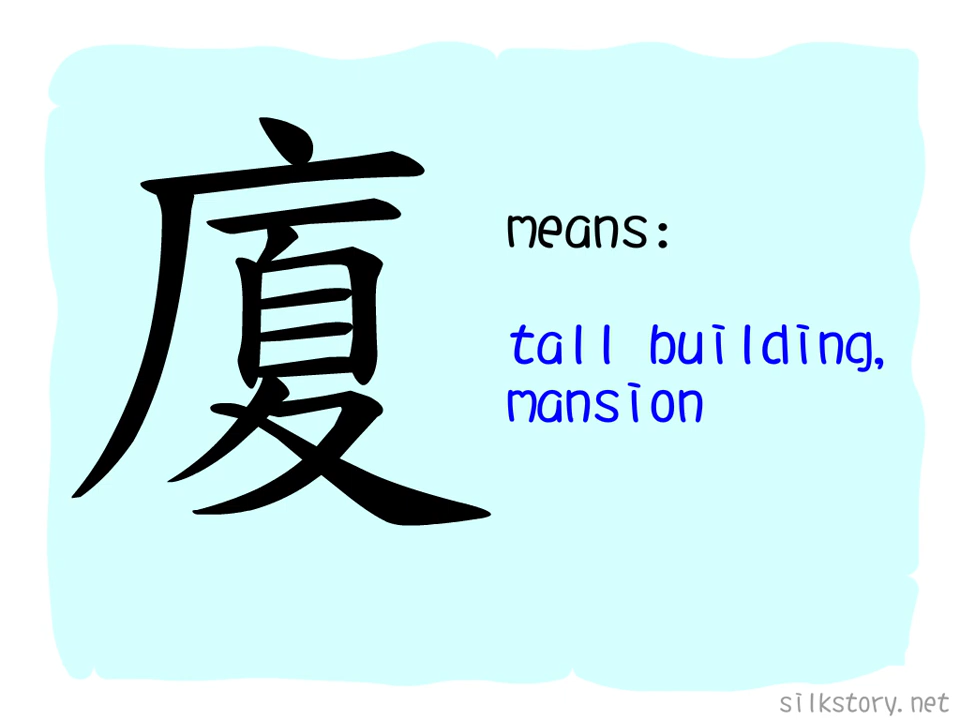 廈
means:
tall building,
mansion
silkstory.net